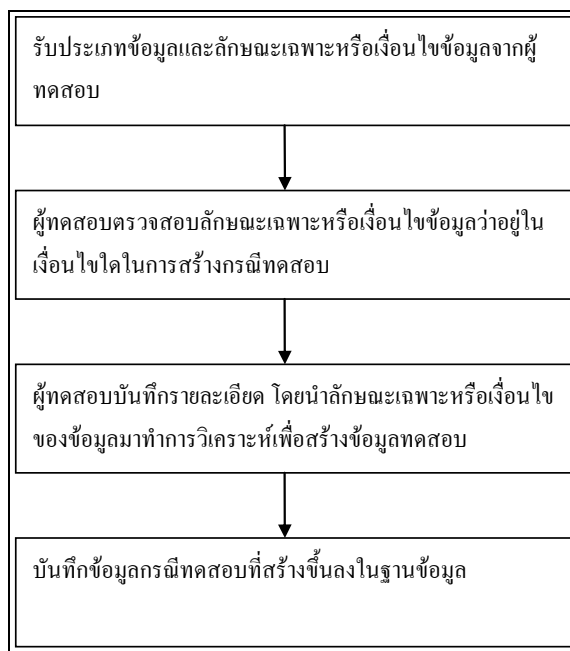 รับประเภทข้อมูลและลักษณะเฉพาะหรือเงื่อนไขข้อมูลจากผู้
ทดสอบ
ผู้ทดสอบตรวจสอบลักษณะเฉพาะหรือเงื่อนไขข้อมูลว่าอยู่ใน
เงื่อนไขใดในการสร้างกรณีทดสอบ
ผู้ทดสอบบันทึกรายละเอียด โดยนำลักษณะเฉพาะหรือเงื่อนไข
ของข้อมูลมาทำการวิเคราะห์เพื่อสร้างข้อมูลทดสอบ
บันทึกข้อมูลกรณีทดสอบที่สร้างขึ้นลงในฐานข้อมูล